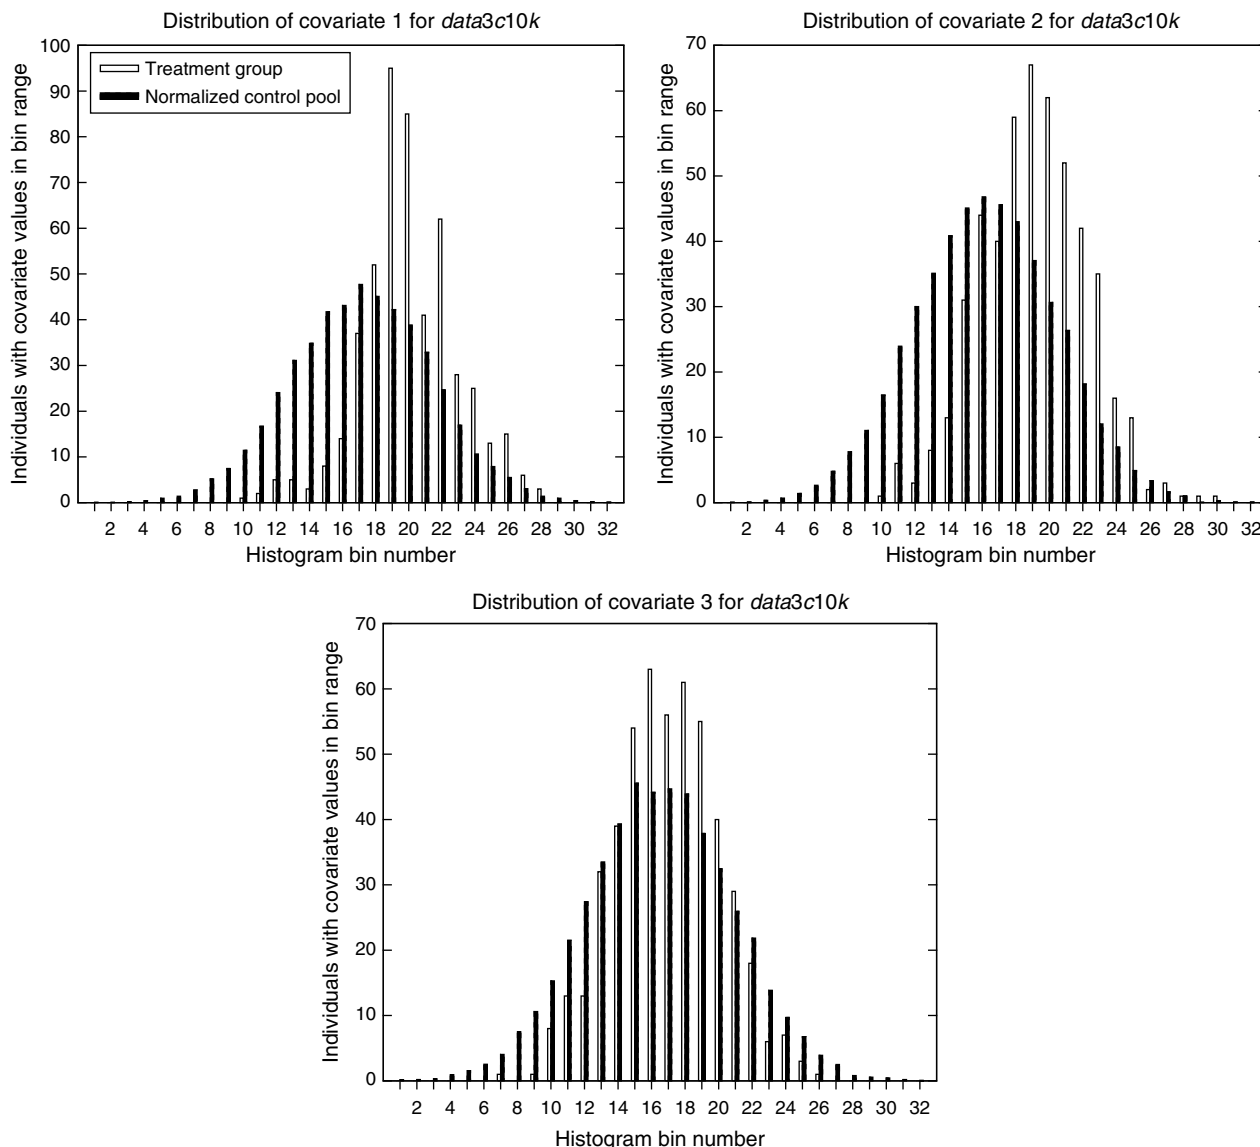 Distribution of covariate 1 for data3c10k
Individuals with covariate values in bin range
100
90
80
70
60
50
40
30
20
10
0
Treatment group
Normalized control pool
2 4 6 8 10 12 14 16 18 20 22 24 26 28 30 32
Histogram bin number
Distribution of covariate 2 for data3c10k
Individuals with covariate values in bin range
70
60
50
40
30
20
10
0
2 4 6 8 10 12 14 16 18 20 22 24 26 28 30 32
Histogram bin number
Distribution of covariate 3 for data3c10k
Individuals with covariate values in bin range
70
60
50
40
30
20
10
0
2 4 6 8 10 12 14 16 18 20 22 24 26 28 30 32
Histogram bin number